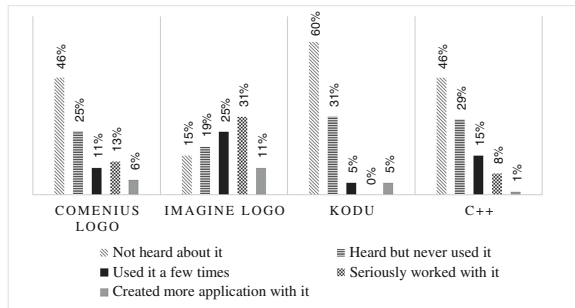 46%
25%
11%
13%
6%
15%
19%
25%
31%
11%
60%
31%
5%
0%
5%
46%
29%
15%
8%
1%
COMENIUS
LOGO
IMAGINE LOGO
KODU
C++
Not heard about it
Heard but never used it
Used it a few times
Seriously worked with it
Created more application with it